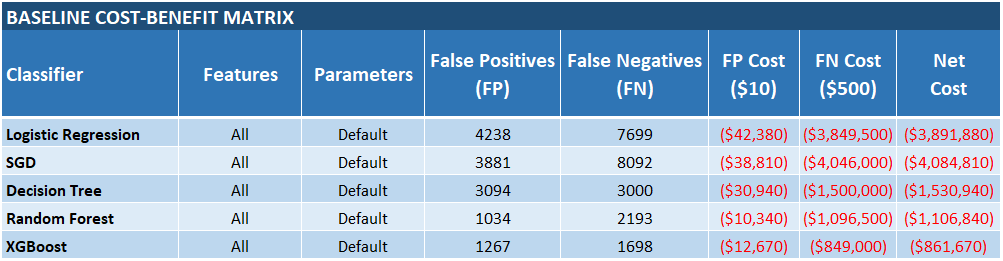 BASELINE COST-BENEFIT MATRIX
Classifier Features Parameters False Positives (FP) False Negatives (FN) FP Cost ($10) FN Cost ($500) Net Cost
Logistic Regression All Default 4238 7699 ($42,380) ($3,849,500) ($3,891,880)
SGD All Default 3881 8092 ($38,810) ($4,046,000) ($4,084,810)
Decision Tree All Default 3094 3000 ($30,940) ($1,500,000) ($1,530,940)
Random Forest All Default 1034 2193 ($10,340) ($1,096,500) ($1,106,840)
XGBoost All Default 1267 1698 ($12,670) ($849,000) ($861,670)